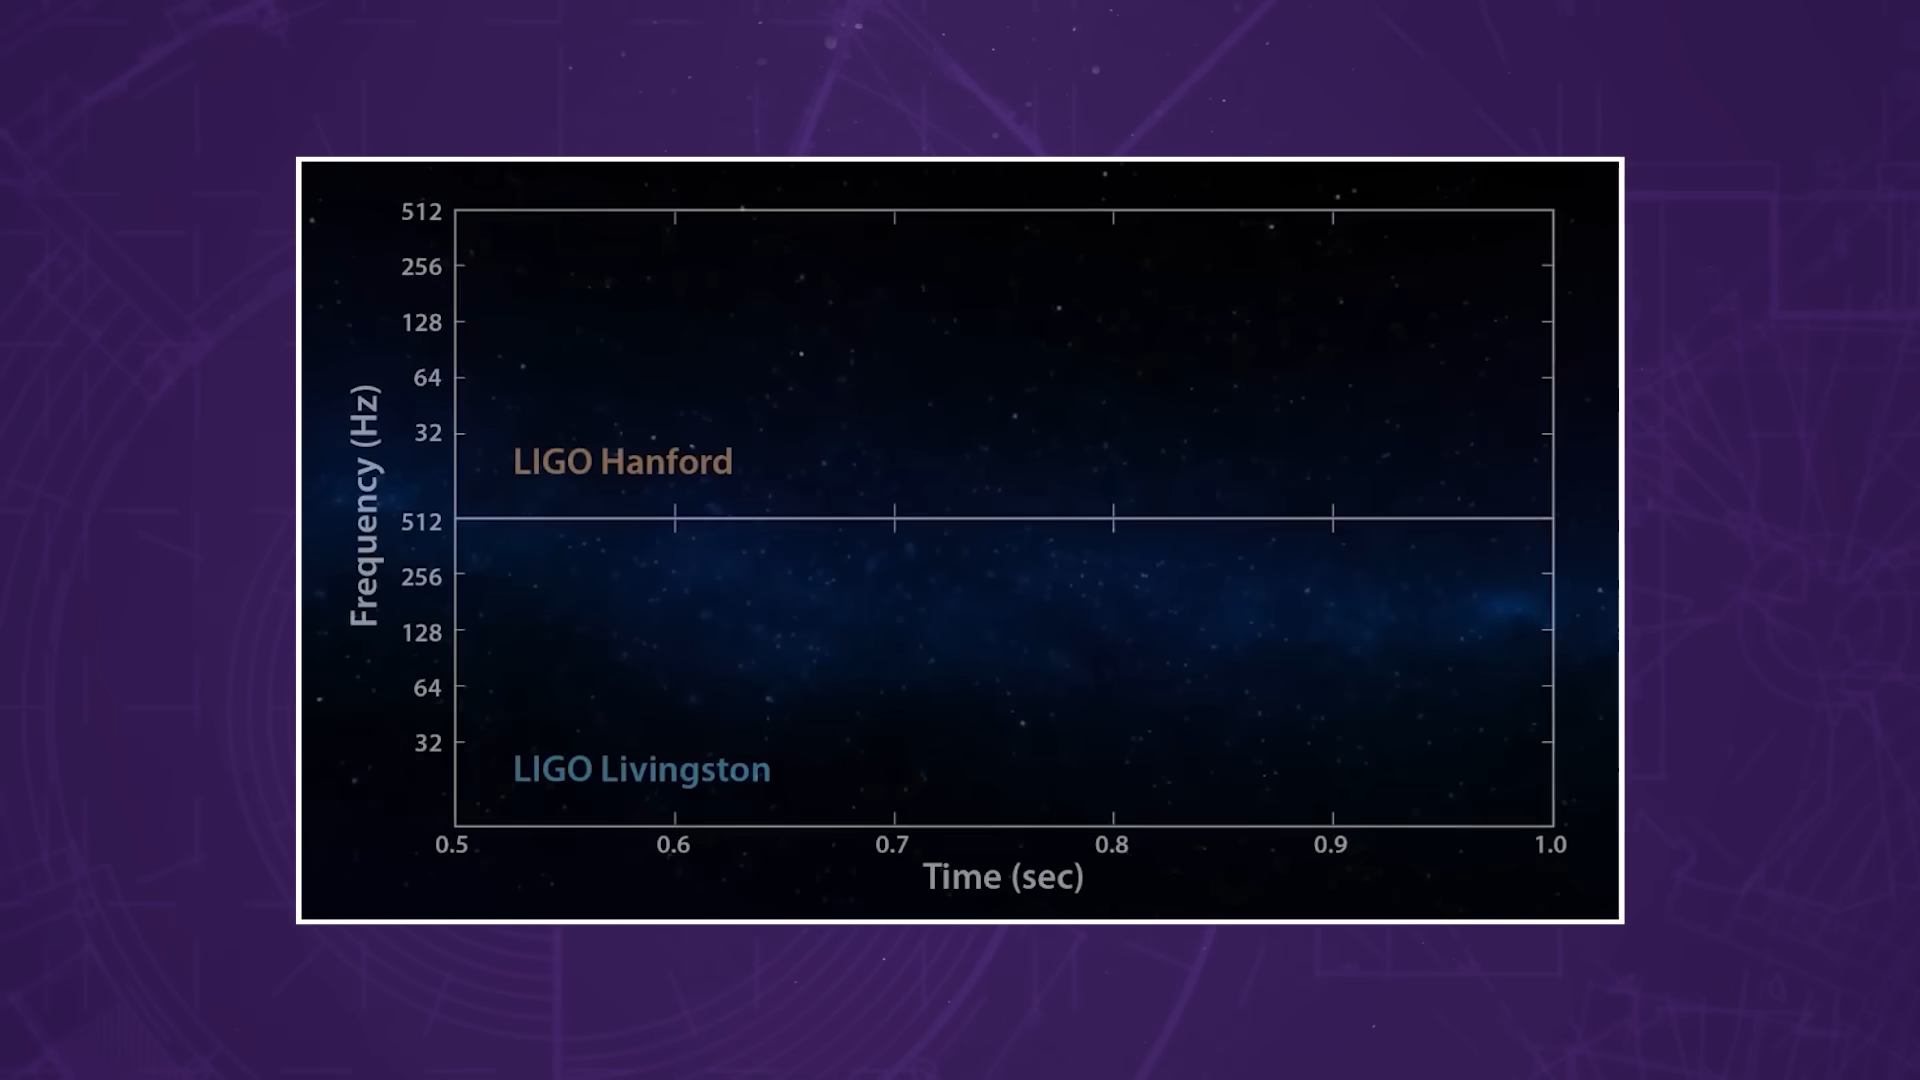 512
256
128
64
32
LIGO Hanford
Frequency (Hz)
512
256
128
64
32
LIGO Livingston
0.5 0.6 0.7 0.8 0.9 1.0
Time (sec)